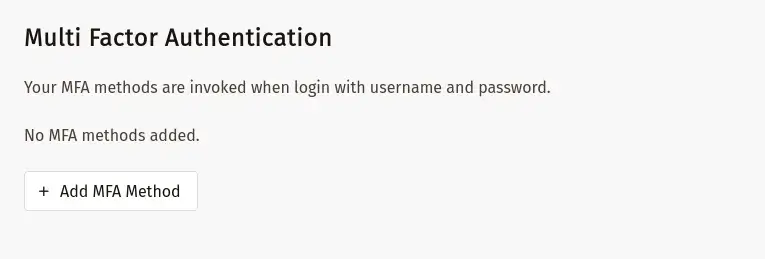 Multi Factor Authentication
Your MFA methods are invoked when login with username and password.
No MFA methods added.
+ Add MFA Method